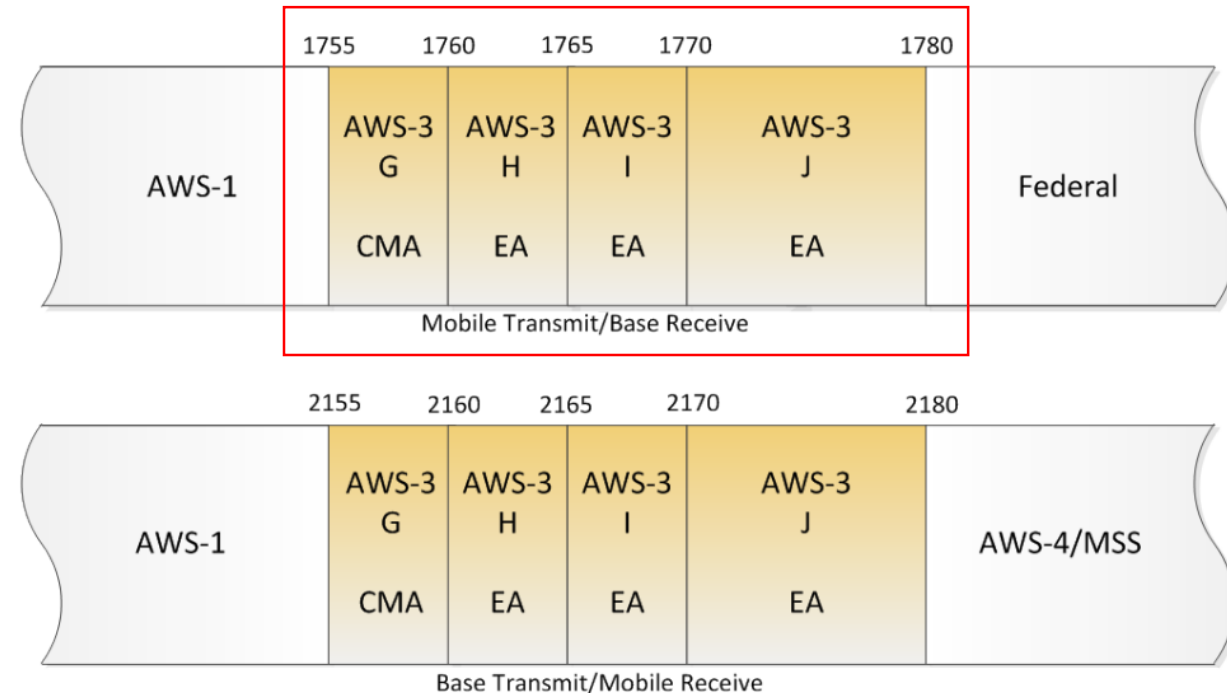 1755 1760 1765 1770 1780
AWS-1
AWS-3 AWS-3 AWS-3 AWS-3
G H I J
CMA EA EA EA
Federal
Mobile Transmit/Base Receive
2155 2160 2165 2170 2180
AWS-1
AWS-3 AWS-3 AWS-3 AWS-3
G H I J
CMA EA EA EA
AWS-4/MSS
Base Transmit/Mobile Receive